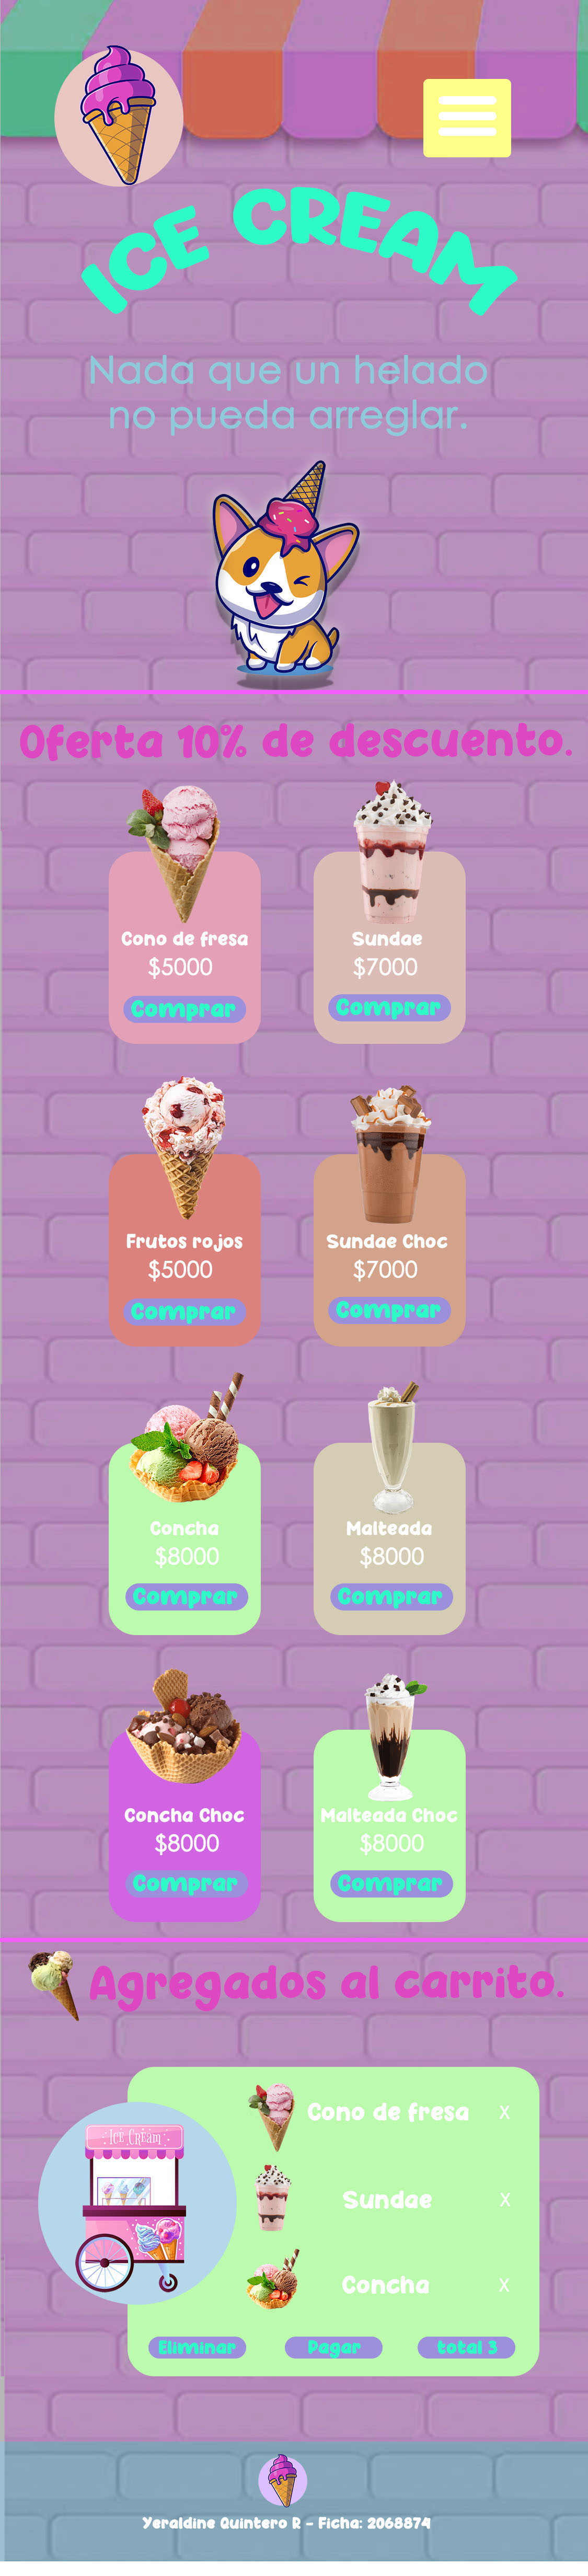 ICE CREAM
Nada que un helado
no pueda arreglar.
Oferta 10% de descuento.
Cono de fresa
$5000
Comprar
Sundae
$7000
Comprar
Frutos rojos
$5000
Comprar
Sundae Choc
$7000
Comprar
Concha
$8000
Comprar
Malteada
$8000
Comprar
Concha Choc
$8000
Comprar
Malteada Choc
$8000
Comprar
Agregados al carrito.
ICE CREAM
Cono de fresa X
Sundae X
Concha X
Eliminar Pagar total 3
Yeraldine Quintero R - Ficha: 2068874